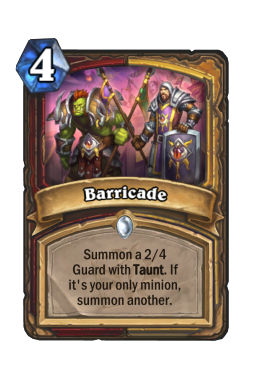 4
Barricade
Summon a 2/4
Guard with Taunt. If
it's your only minion,
summon another.